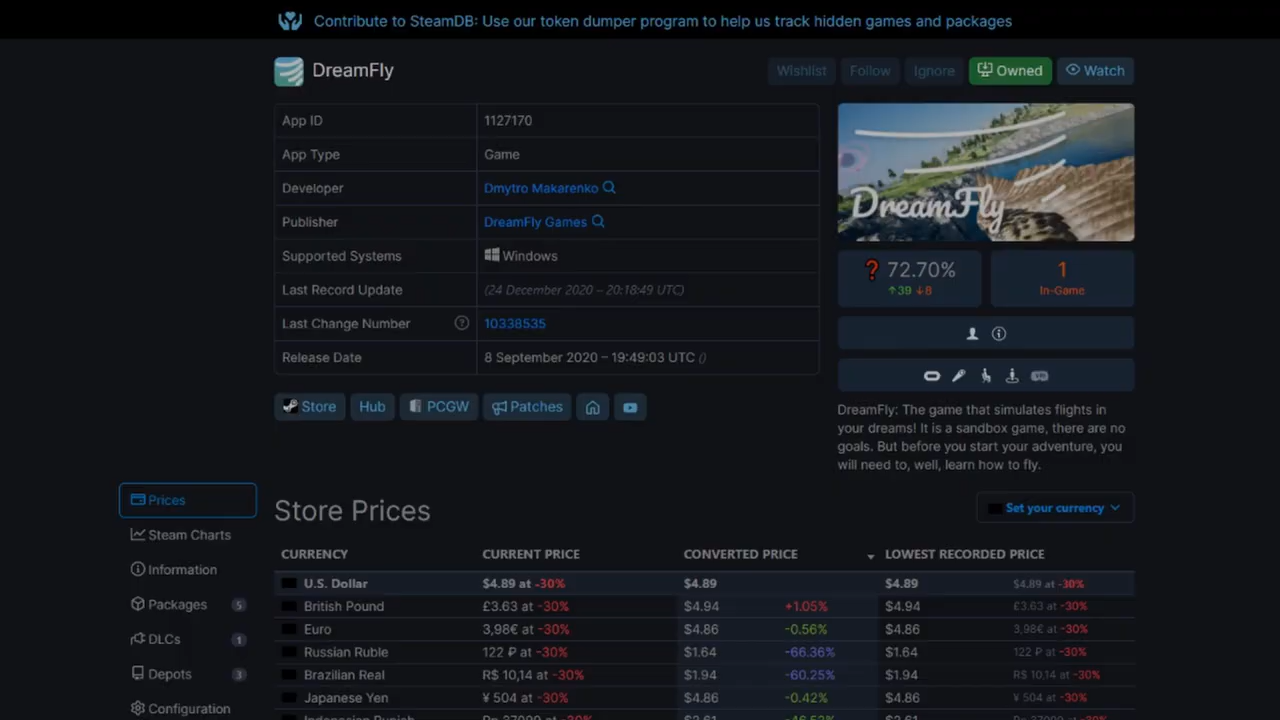 Contribute to SteamDB: Use our token dumper program to help us track hidden games and packages
DreamFly
Wishlist Follow Ignore Owned Watch
App ID 1127170
App Type Game
Developer Dmytro Makarenko
Publisher DreamFly Games
Supported Systems Windows
Last Record Update (24 December 2020 – 20:18:49 UTC)
Last Change Number ? 10338535
Release Date 8 September 2020 – 19:49:03 UTC ()
Store Hub PCGW Patches
DreamFly
? 72.70%
↑39 ↓8
1
In-Game
DreamFly: The game that simulates flights in
your dreams! It is a sandbox game, there are no
goals. But before you start your adventure, you
will need to, well, learn how to fly.
Prices
Steam Charts
Information
Packages 5
DLCs 1
Depots 3
Configuration
Store Prices
Set your currency
CURRENCY CURRENT PRICE CONVERTED PRICE LOWEST RECORDED PRICE
U.S. Dollar $4.89 at -30% $4.89 $4.89 $4.89 at -30%
British Pound £3.63 at -30% $4.94 +1.05% $4.94 £3.63 at -30%
Euro 3,98€ at -30% $4.86 -0.56% $4.86 3,98€ at -30%
Russian Ruble 122 ₽ at -30% $1.64 -66.36% $1.64 122 ₽ at -30%
Brazilian Real R$ 10,14 at -30% $1.94 -60.25% $1.94 R$ 10,14 at -30%
Japanese Yen ¥ 504 at -30% $4.86 -0.42% $4.86 ¥ 504 at -30%